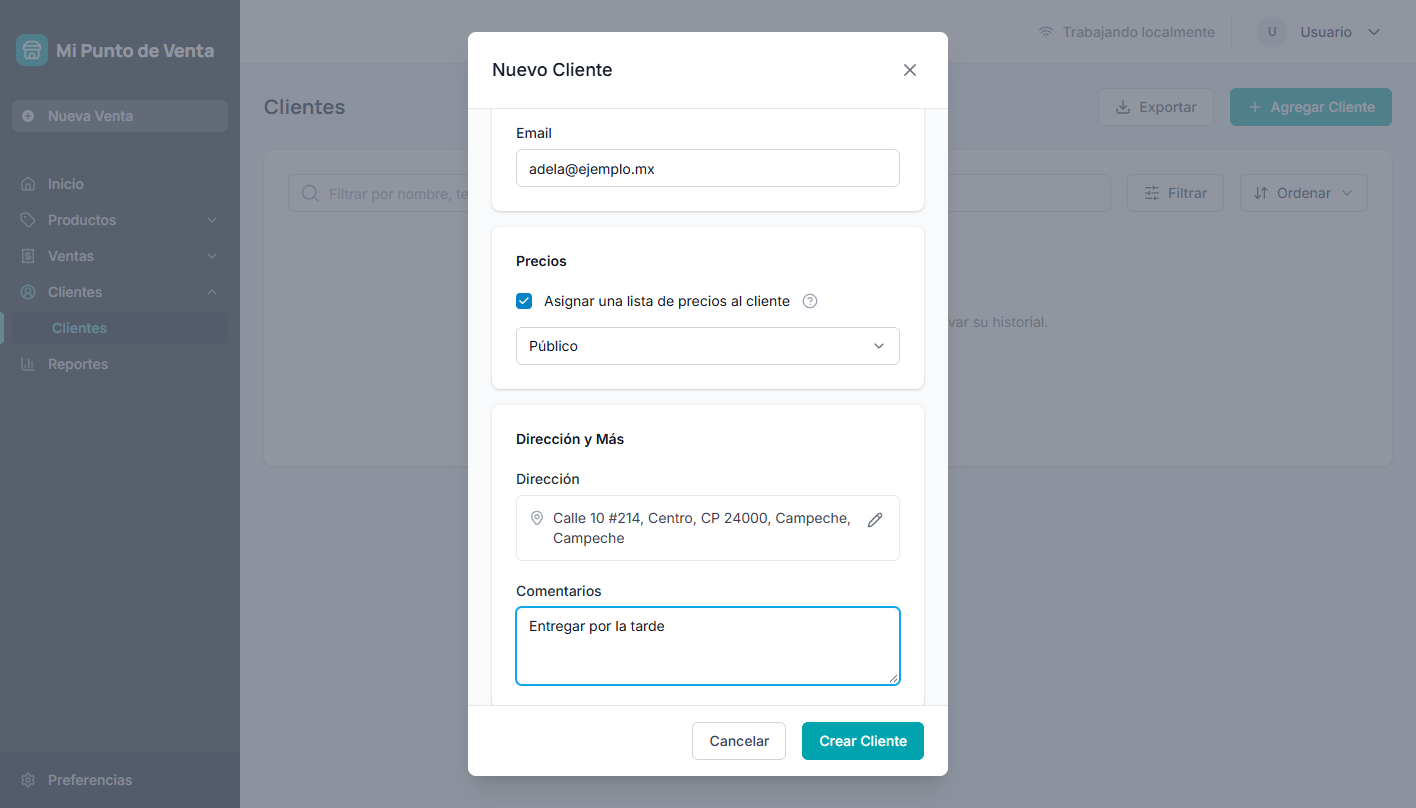 Mi Punto de Venta
Nueva Venta
Inicio
Productos
Ventas
Clientes
Clientes
Reportes
Preferencias
Trabajando localmente
U
Usuario
Clientes
Exportar
Agregar Cliente
Filtrar por nombre, te
Filtrar
Ordenar
var su historial.
Nuevo Cliente
Email
adela@ejemplo.mx
Precios
Asignar una lista de precios al cliente
Público
Dirección y Más
Dirección
Calle 10 #214, Centro, CP 24000, Campeche,
Campeche
Comentarios
Entregar por la tarde
Cancelar
Crear Cliente